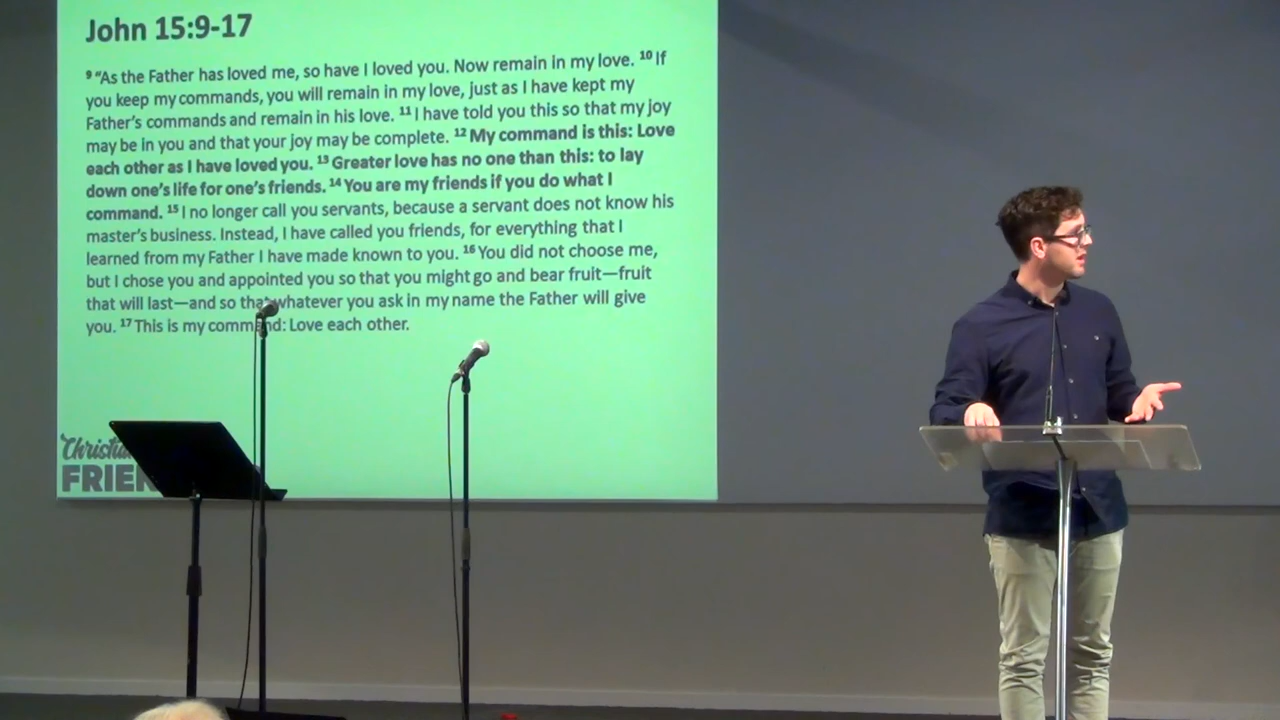 John 15:9-17
⁹ "As the Father has loved me, so have I loved you. Now remain in my love. ¹⁰ If
you keep my commands, you will remain in my love, just as I have kept my
Father's commands and remain in his love. ¹¹ I have told you this so that my joy
may be in you and that your joy may be complete. ¹² My command is this: Love
each other as I have loved you. ¹³ Greater love has no one than this: to lay
down one's life for one's friends. ¹⁴ You are my friends if you do what I
command. ¹⁵ I no longer call you servants, because a servant does not know his
master's business. Instead, I have called you friends, for everything that I
learned from my Father I have made known to you. ¹⁶ You did not choose me,
but I chose you and appointed you so that you might go and bear fruit—fruit
that will last—and so that whatever you ask in my name the Father will give
you. ¹⁷ This is my command: Love each other.